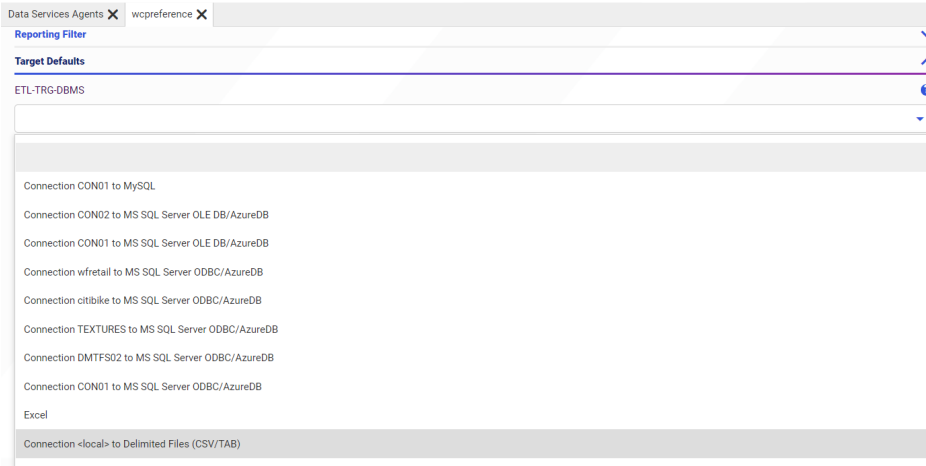 Data Services Agents
wcpreference
Reporting Filter
Target Defaults
ETL-TRG-DBMS
Connection CON01 to MySQL
Connection CON02 to MS SQL Server OLE DB/AzureDB
Connection CON01 to MS SQL Server OLE DB/AzureDB
Connection wfretail to MS SQL Server ODBC/AzureDB
Connection citibike to MS SQL Server ODBC/AzureDB
Connection TEXTURES to MS SQL Server ODBC/AzureDB
Connection DMTFS02 to MS SQL Server ODBC/AzureDB
Connection CON01 to MS SQL Server ODBC/AzureDB
Excel
Connection <local> to Delimited Files (CSV/TAB)